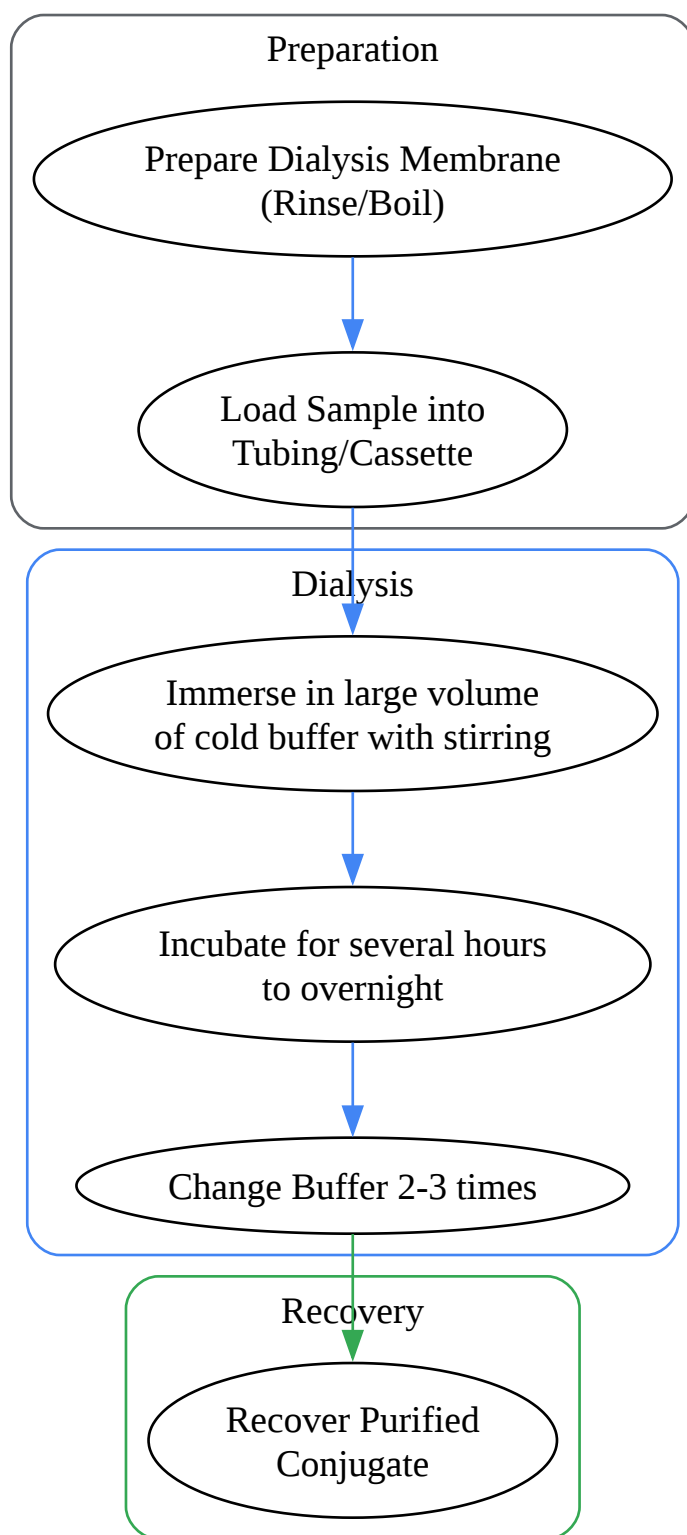 Preparation
Prepare Dialysis Membrane
(Rinse/Boil)
Load Sample into
Tubing/Cassette
Dialysis
Immerse in large volume
of cold buffer with stirring
Incubate for several hours
to overnight
Change Buffer 2-3 times
Recovery
Recover Purified
Conjugate